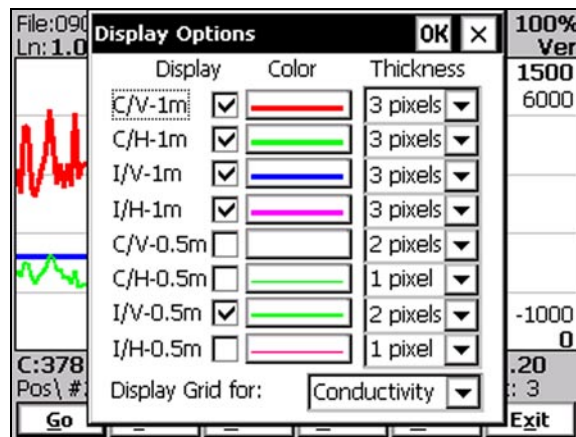 File:090
Ln: 1.0
Display Options
OK
100%
Ver
Display Color Thickness
1500
6000
C/V-1m 3 pixels
C/H-1m 3 pixels
I/V-1m 3 pixels
I/H-1m 3 pixels
C/V-0.5m 2 pixels
C/H-0.5m 1 pixel
I/V-0.5m 2 pixels
-1000
I/H-0.5m 1 pixel
0
C:378
.20
Pos\ #
Display Grid for: Conductivity
: 3
Go
Exit